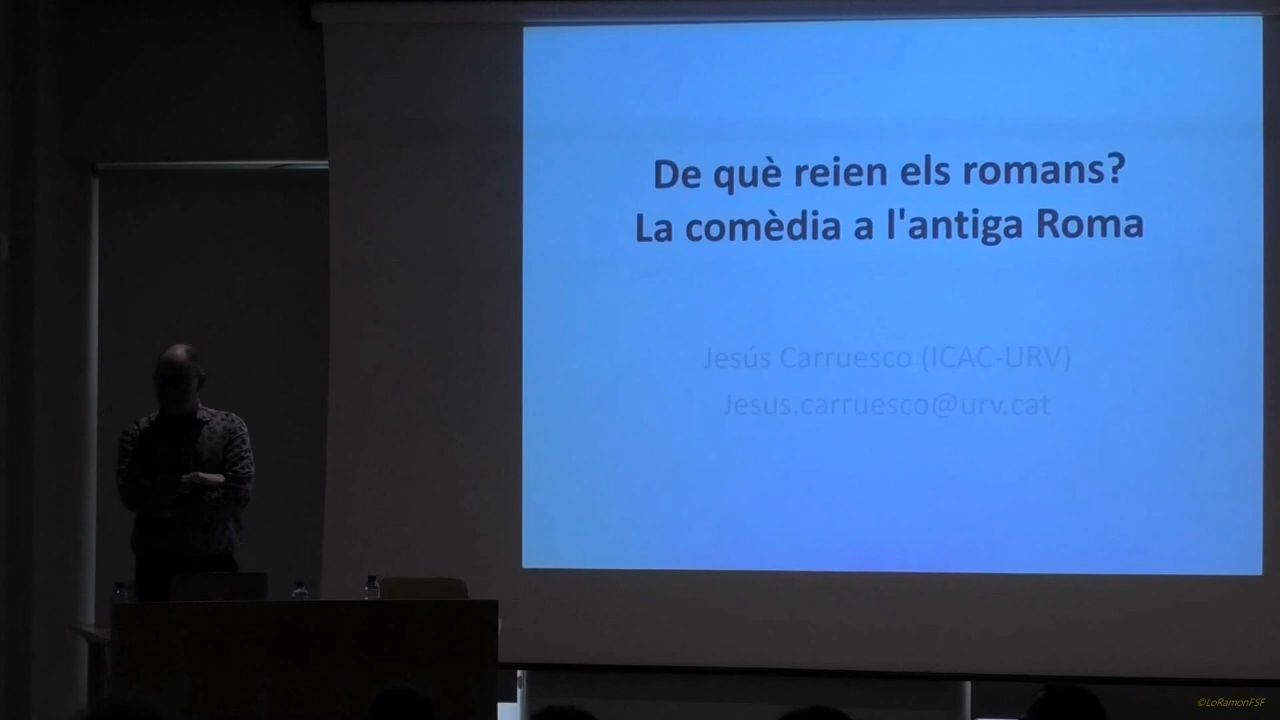 De què reien els romans?
La comèdia a l'antiga Roma
Jesús Carruesco (ICAC-URV)
Jesus.carruesco@urv.cat
©LoRamonFSF